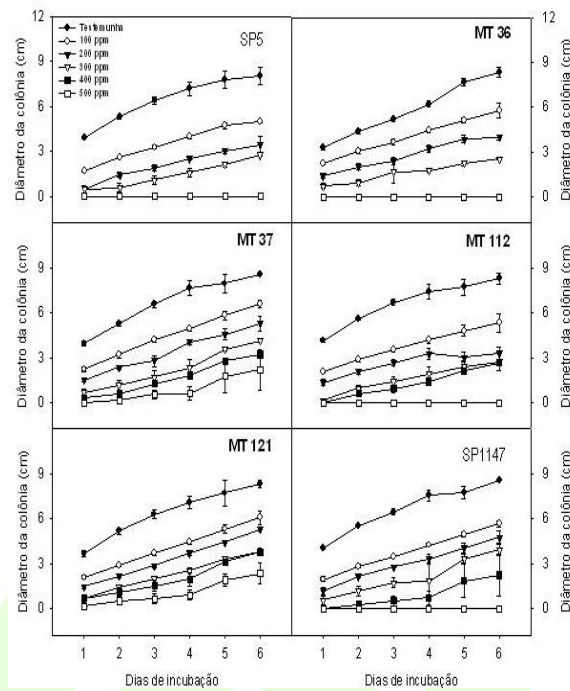 12
9
6
3
0
Diâmetro da colônia (cm)
Testemunha
100 ppm
200 ppm
300 ppm
400 ppm
500 ppm
SP5
MT 36
12
9
6
3
0
Diâmetro da colônia (cm)
9
6
3
0
Diâmetro da colônia (cm)
MT 37
MT 112
9
6
3
0
Diâmetro da colônia (cm)
9
6
3
0
Diâmetro da colônia (cm)
MT 121
SP1147
9
6
3
0
Diâmetro da colônia (cm)
1 2 3 4 5 6
1 2 3 4 5 6
Dias de incubação
Dias de incubação